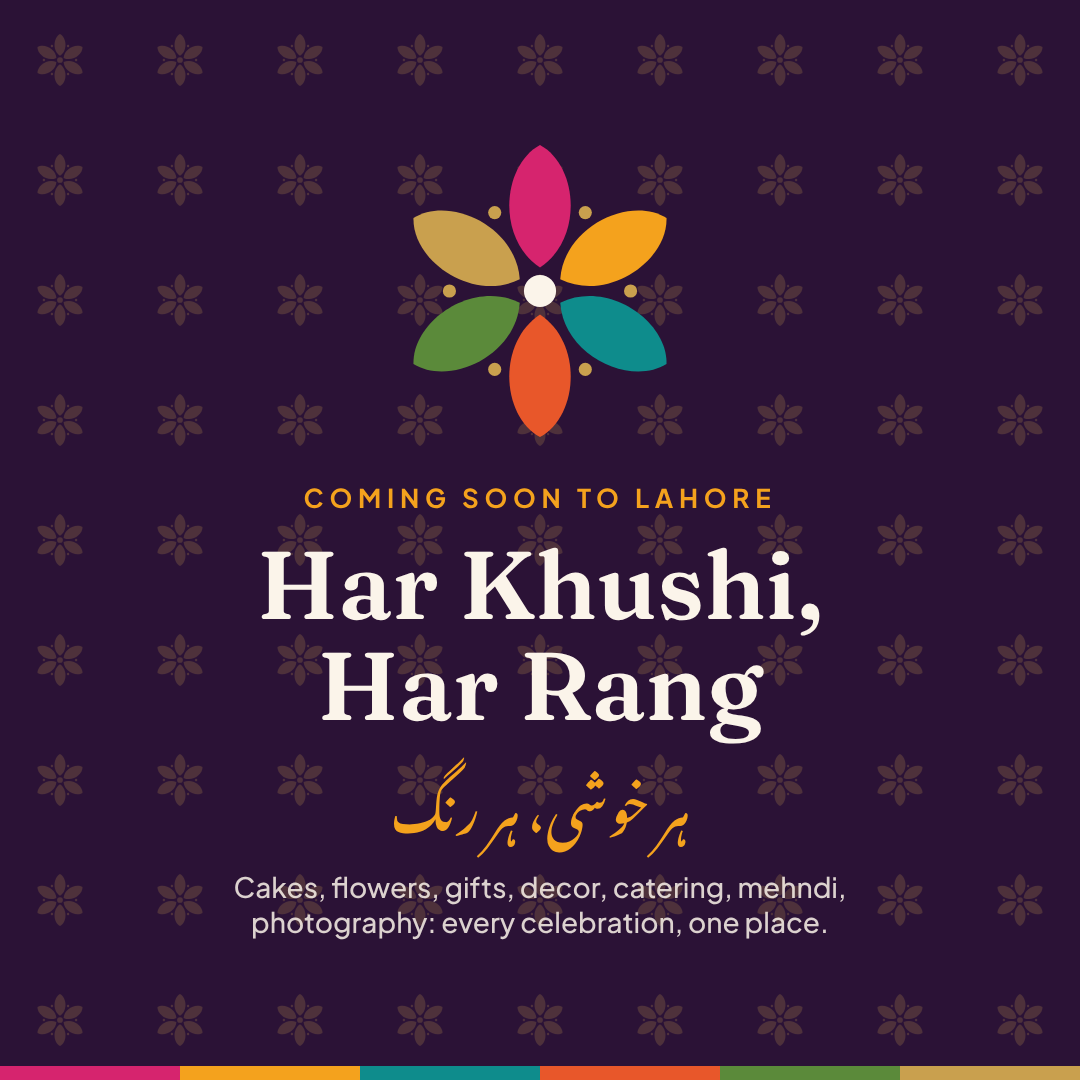 COMING SOON TO LAHORE
Har Khushi,
Har Rang
ہر خوشی، ہر رنگ
Cakes, flowers, gifts, decor, catering, mehndi,
photography: every celebration, one place.